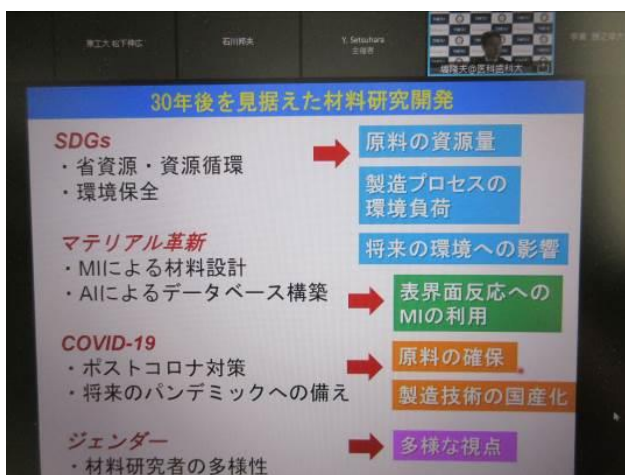 東工大 松下伸広
石川邦夫
Y. Setsuhara
主催者
隆夫@医科歯科大
30年後を見据えた材料研究開発
SDGs
・省資源・資源循環
・環境保全
原料の資源量
製造プロセスの
環境負荷
将来の環境への影響
マテリアル革新
・MIによる材料設計
・AIによるデータベース構築
表界面反応への
MIの利用
COVID-19
・ポストコロナ対策
・将来のパンデミックへの備え
原料の確保
製造技術の国産化
ジェンダー
・材料研究者の多様性
多様な視点